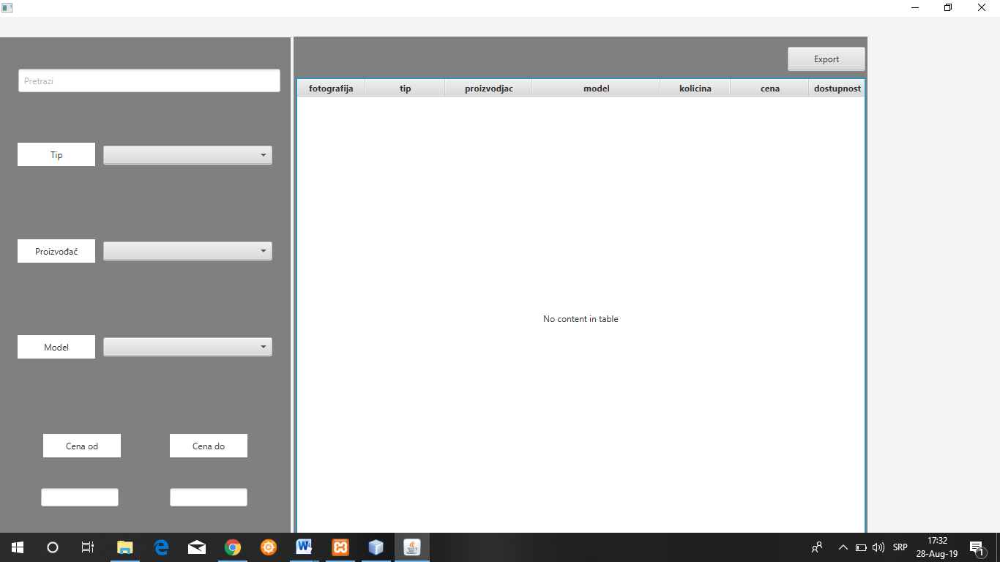 Export
Pretrazi
fotografija tip proizvodjac model kolicina cena dostupnost
Tip
Proizvođač
No content in table
Model
Cena od Cena do
SRP
17:32
28-Aug-19
1